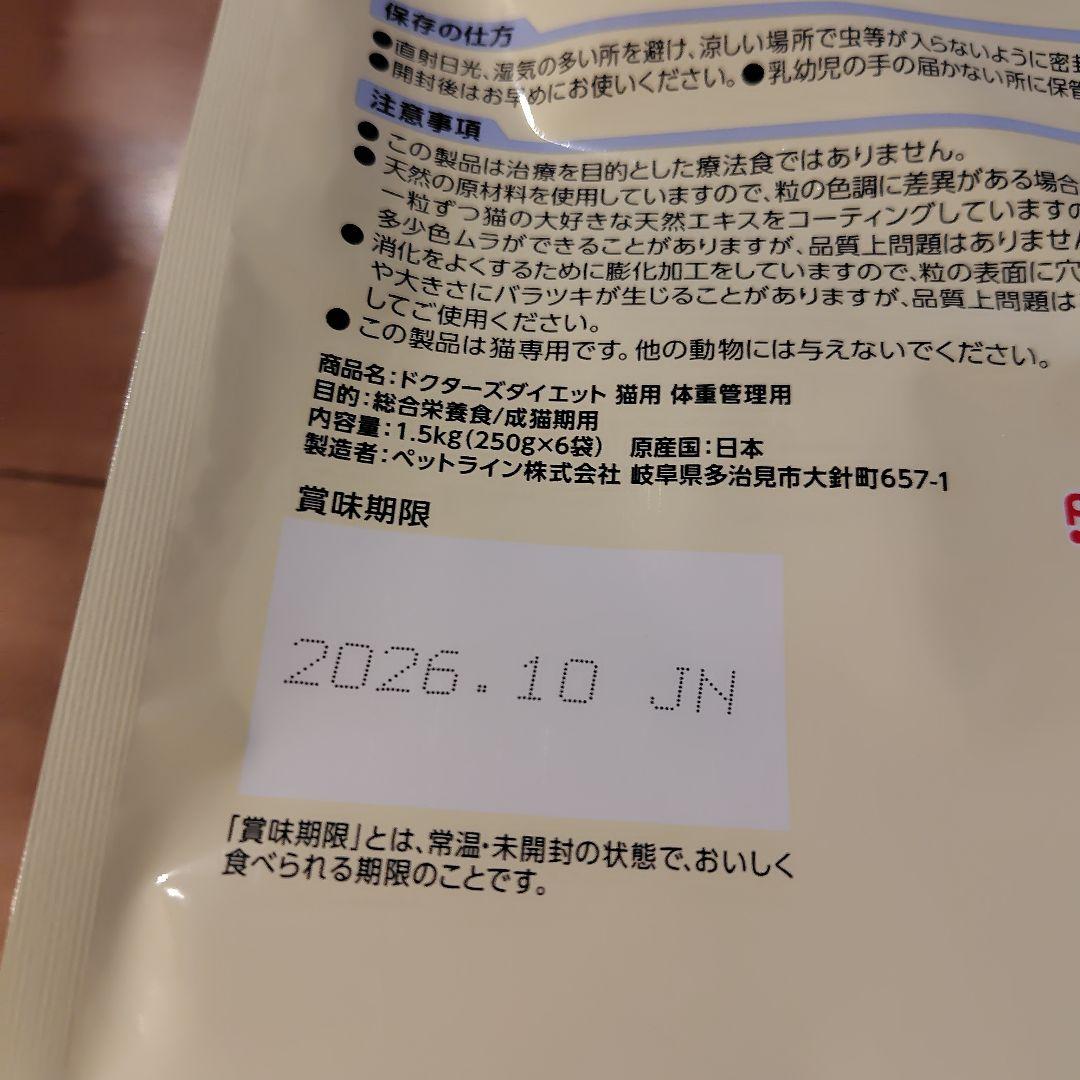 保存の仕方
●直射日光、湿気の多い所を避け、涼しい場所で虫等が入らないように密
●開封後はお早めにお使いください。●乳幼児の手の届かない所に保管
注意事項
●この製品は治療を目的とした療法食ではありません。
●天然の原材料を使用していますので、粒の色調に差異がある場合
一粒ずつ猫の大好きな天然エキスをコーティングしていますの
多少色ムラができることがありますが、品質上問題はありません
●消化をよくするために膨化加工をしていますので、粒の表面に穴
や大きさにバラツキが生じることがありますが、品質上問題は
してご使用ください。
●この製品は猫専用です。他の動物には与えないでください。
商品名：ドクターズダイエット 猫用 体重管理用
目的：総合栄養食/成猫期用
内容量：1.5kg（250g×6袋） 原産国：日本
製造者：ペットライン株式会社 岐阜県多治見市大針町657-1
賞味期限
2026.10 JN
「賞味期限」とは、常温・未開封の状態で、おいしく
食べられる期限のことです。